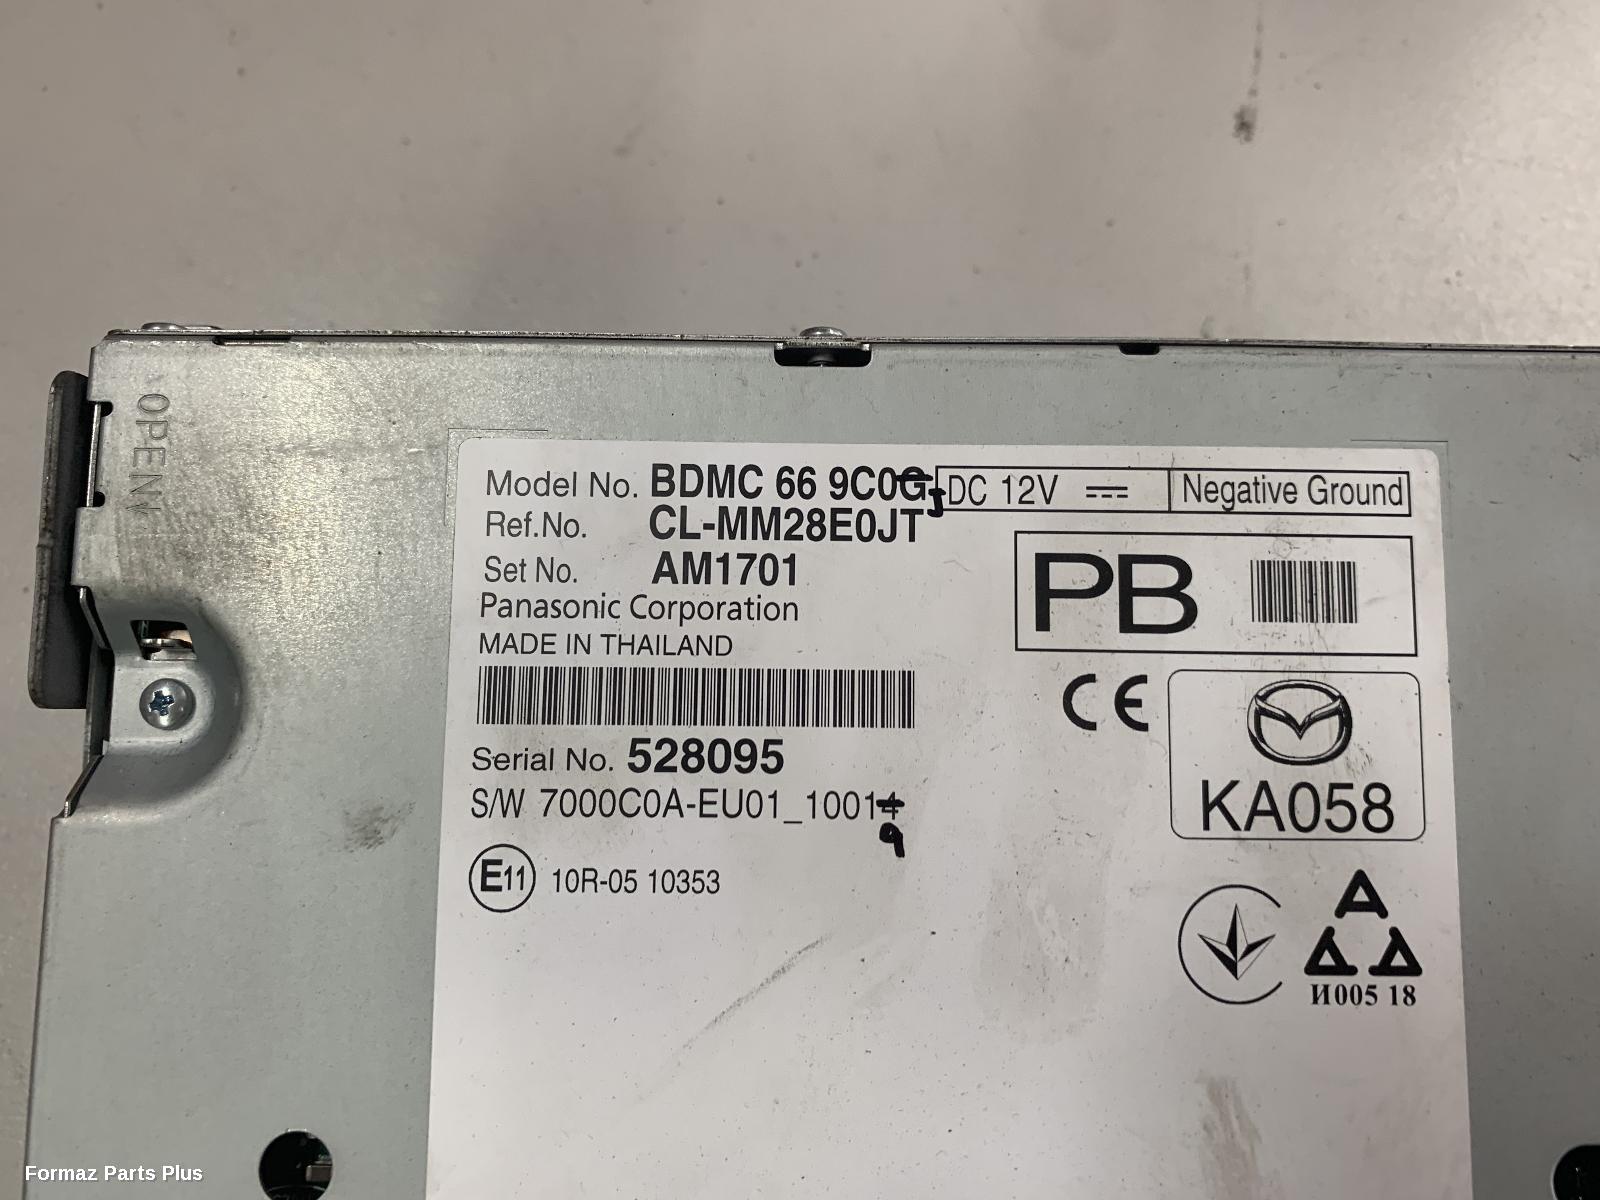 OPEN
Model No. BDMC 66 9C0G DC 12V Negative Ground
J
Ref.No. CL-MM28E0JT
Set No. AM1701
PB
Panasonic Corporation
MADE IN THAILAND
CE
Serial No. 528095
S/W 7000C0A-EU01_10014
9
KA058
E11 10R-05 10353
И005 18
Formaz Parts Plus